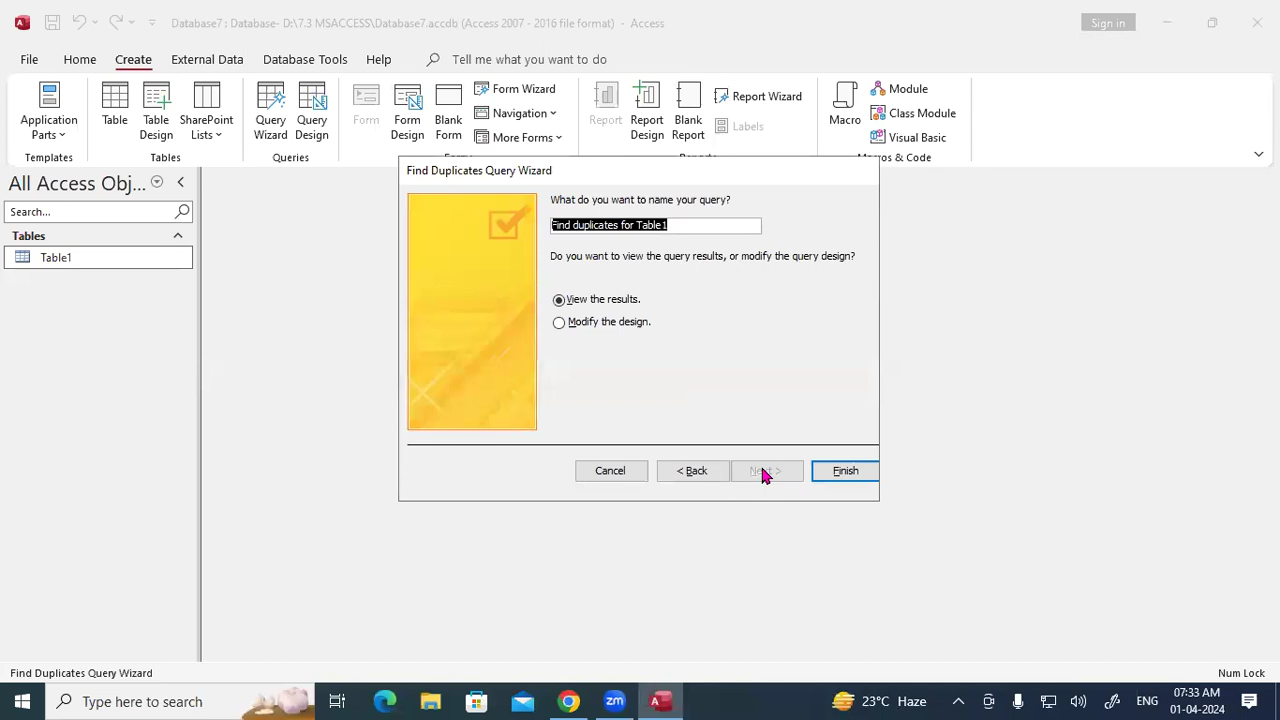 Database7 : Database- D:\7.3 MSACCESS\Database7.accdb (Access 2007 - 2016 file format) - Access
Sign in
File Home Create External Data Database Tools Help Tell me what you want to do
Application Parts
Templates
Table
Table Design
SharePoint Lists
Tables
Query Wizard
Query Design
Queries
Form
Form Design
Blank Form
Form Wizard
Navigation
More Forms
Report
Report Design
Blank Report
Report Wizard
Labels
Macro
Module
Class Module
Visual Basic
Macros & Code
All Access Obj...
Search...
Tables
Table1
Find Duplicates Query Wizard
What do you want to name your query?
Find duplicates for Table1
Do you want to view the query results, or modify the query design?
View the results.
Modify the design.
Cancel < Back Finish
Find Duplicates Query Wizard
Num Lock
Type here to search
zm
23°C Haze
ENG
07:33 AM
01-04-2024